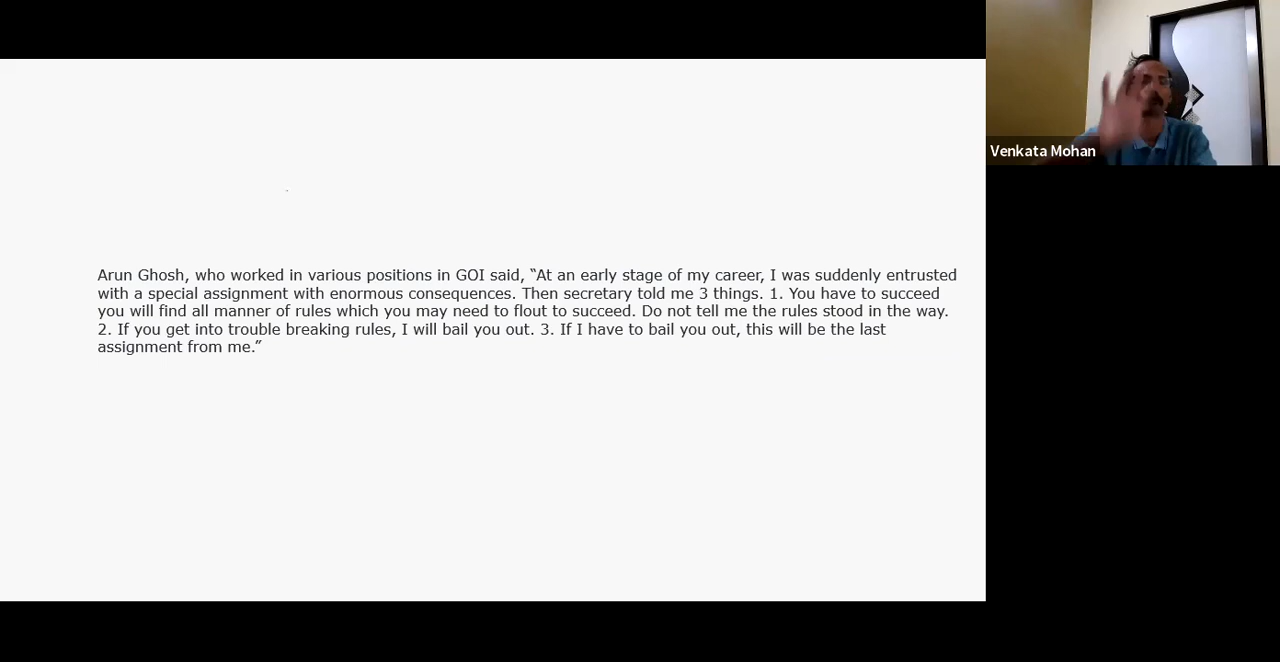 Arun Ghosh, who worked in various positions in GOI said, “At an early stage of my career, I was suddenly entrusted
with a special assignment with enormous consequences. Then secretary told me 3 things. 1. You have to succeed
you will find all manner of rules which you may need to flout to succeed. Do not tell me the rules stood in the way.
2. If you get into trouble breaking rules, I will bail you out. 3. If I have to bail you out, this will be the last
assignment from me.”
Venkata Mohan